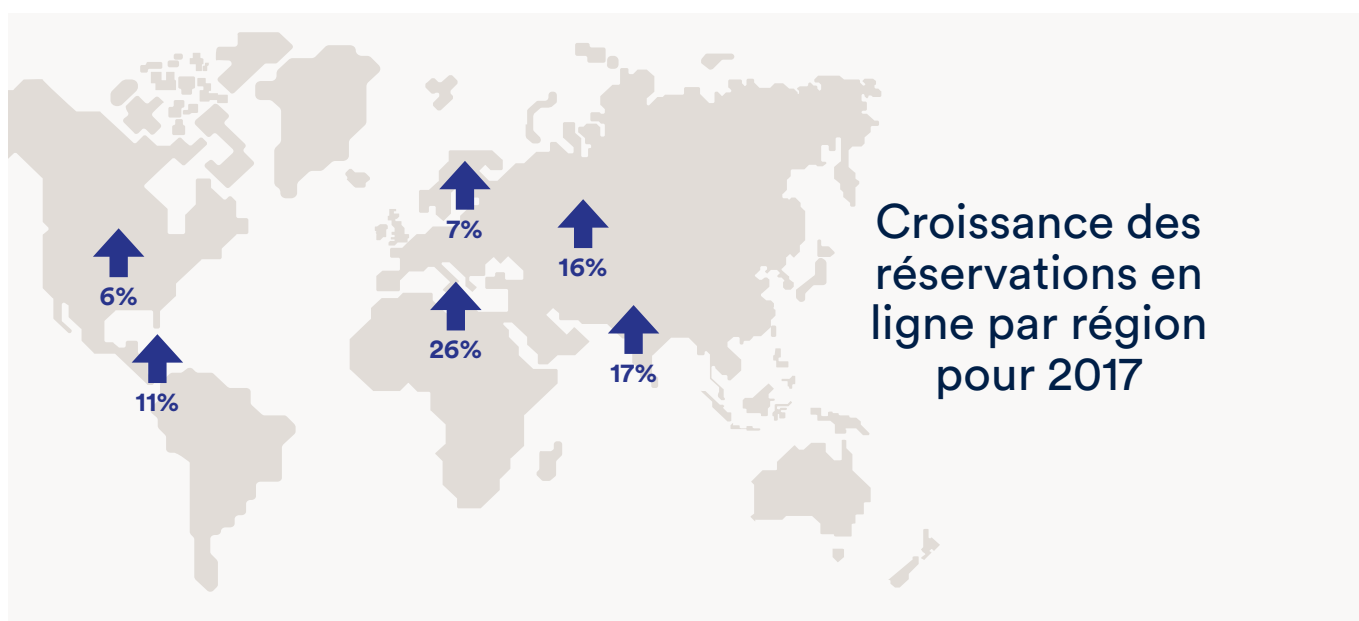 7%
16%
6%
26%
17%
11%
Croissance des
réservations en
ligne par région
pour 2017